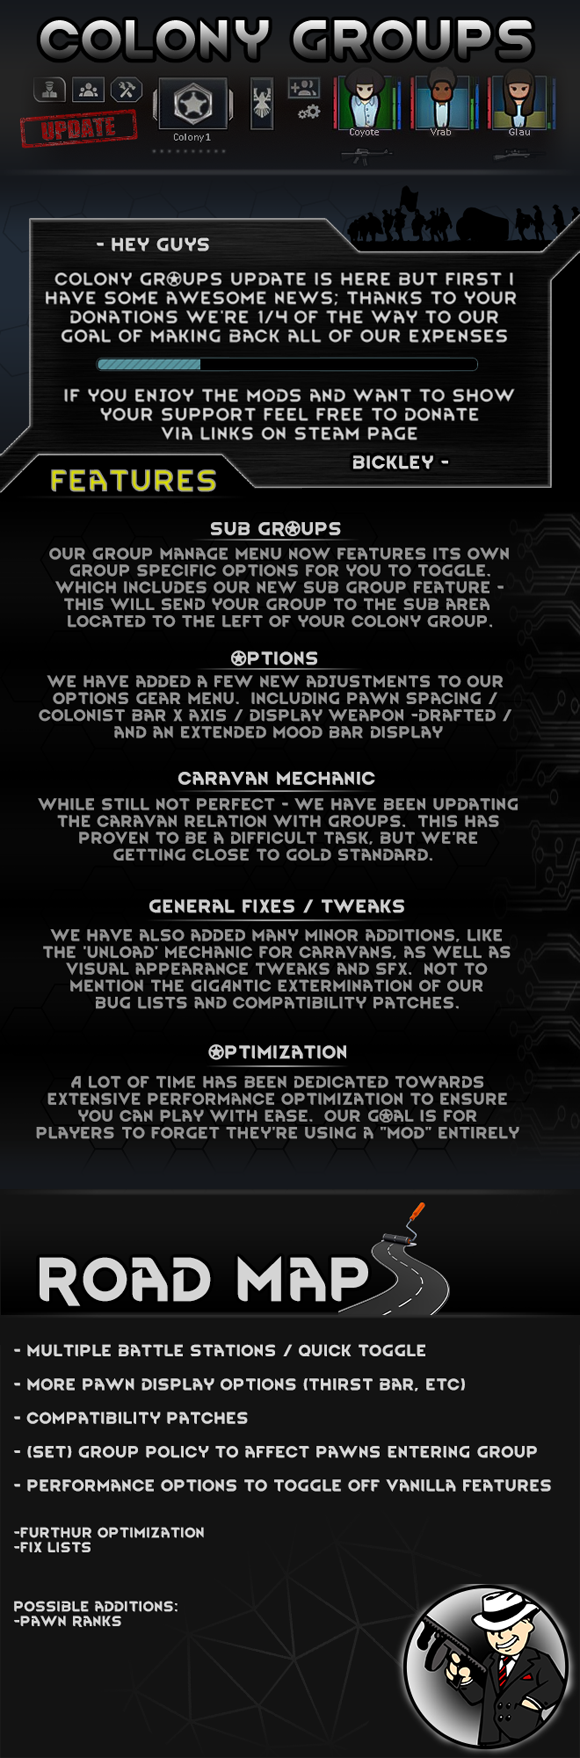 COLONY GROUPS
UPDATE
Colony1
Coyote
Vrab
Glau
- HEY GUYS
COLONY GROUPS UPDATE IS HERE BUT FIRST I
HAVE SOME AWESOME NEWS; THANKS TO YOUR
DONATIONS WE'RE 1/4 OF THE WAY TO OUR
GOAL OF MAKING BACK ALL OF OUR EXPENSES
IF YOU ENJOY THE MODS AND WANT TO SHOW
YOUR SUPPORT FEEL FREE TO DONATE
VIA LINKS ON STEAM PAGE
BICKLEY -
FEATURES
SUB GROUPS
OUR GROUP MANAGE MENU NOW FEATURES ITS OWN
GROUP SPECIFIC OPTIONS FOR YOU TO TOGGLE.
WHICH INCLUDES OUR NEW SUB GROUP FEATURE -
THIS WILL SEND YOUR GROUP TO THE SUB AREA
LOCATED TO THE LEFT OF YOUR COLONY GROUP.
OPTIONS
WE HAVE ADDED A FEW NEW ADJUSTMENTS TO OUR
OPTIONS GEAR MENU. INCLUDING PAWN SPACING /
COLONIST BAR X AXIS / DISPLAY WEAPON -DRAFTED /
AND AN EXTENDED MOOD BAR DISPLAY
CARAVAN MECHANIC
WHILE STILL NOT PERFECT - WE HAVE BEEN UPDATING
THE CARAVAN RELATION WITH GROUPS. THIS HAS
PROVEN TO BE A DIFFICULT TASK, BUT WE'RE
GETTING CLOSE TO GOLD STANDARD.
GENERAL FIXES / TWEAKS
WE HAVE ALSO ADDED MANY MINOR ADDITIONS, LIKE
THE 'UNLOAD' MECHANIC FOR CARAVANS, AS WELL AS
VISUAL APPEARANCE TWEAKS AND SFX. NOT TO
MENTION THE GIGANTIC EXTERMINATION OF OUR
BUG LISTS AND COMPATIBILITY PATCHES.
OPTIMIZATION
A LOT OF TIME HAS BEEN DEDICATED TOWARDS
EXTENSIVE PERFORMANCE OPTIMIZATION TO ENSURE
YOU CAN PLAY WITH EASE. OUR GOAL IS FOR
PLAYERS TO FORGET THEY'RE USING A "MOD" ENTIRELY
ROAD MAP
- MULTIPLE BATTLE STATIONS / QUICK TOGGLE
- MORE PAWN DISPLAY OPTIONS (THIRST BAR, ETC)
- COMPATIBILITY PATCHES
- (SET) GROUP POLICY TO AFFECT PAWNS ENTERING GROUP
- PERFORMANCE OPTIONS TO TOGGLE OFF VANILLA FEATURES
-FURTHUR OPTIMIZATION
-FIX LISTS
POSSIBLE ADDITIONS:
-PAWN RANKS